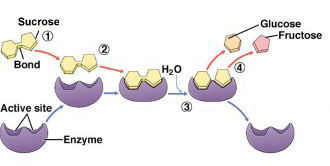 Sucrose
①
Bond
②
H₂O
Glucose
Fructose
④
③
Active site
Enzyme